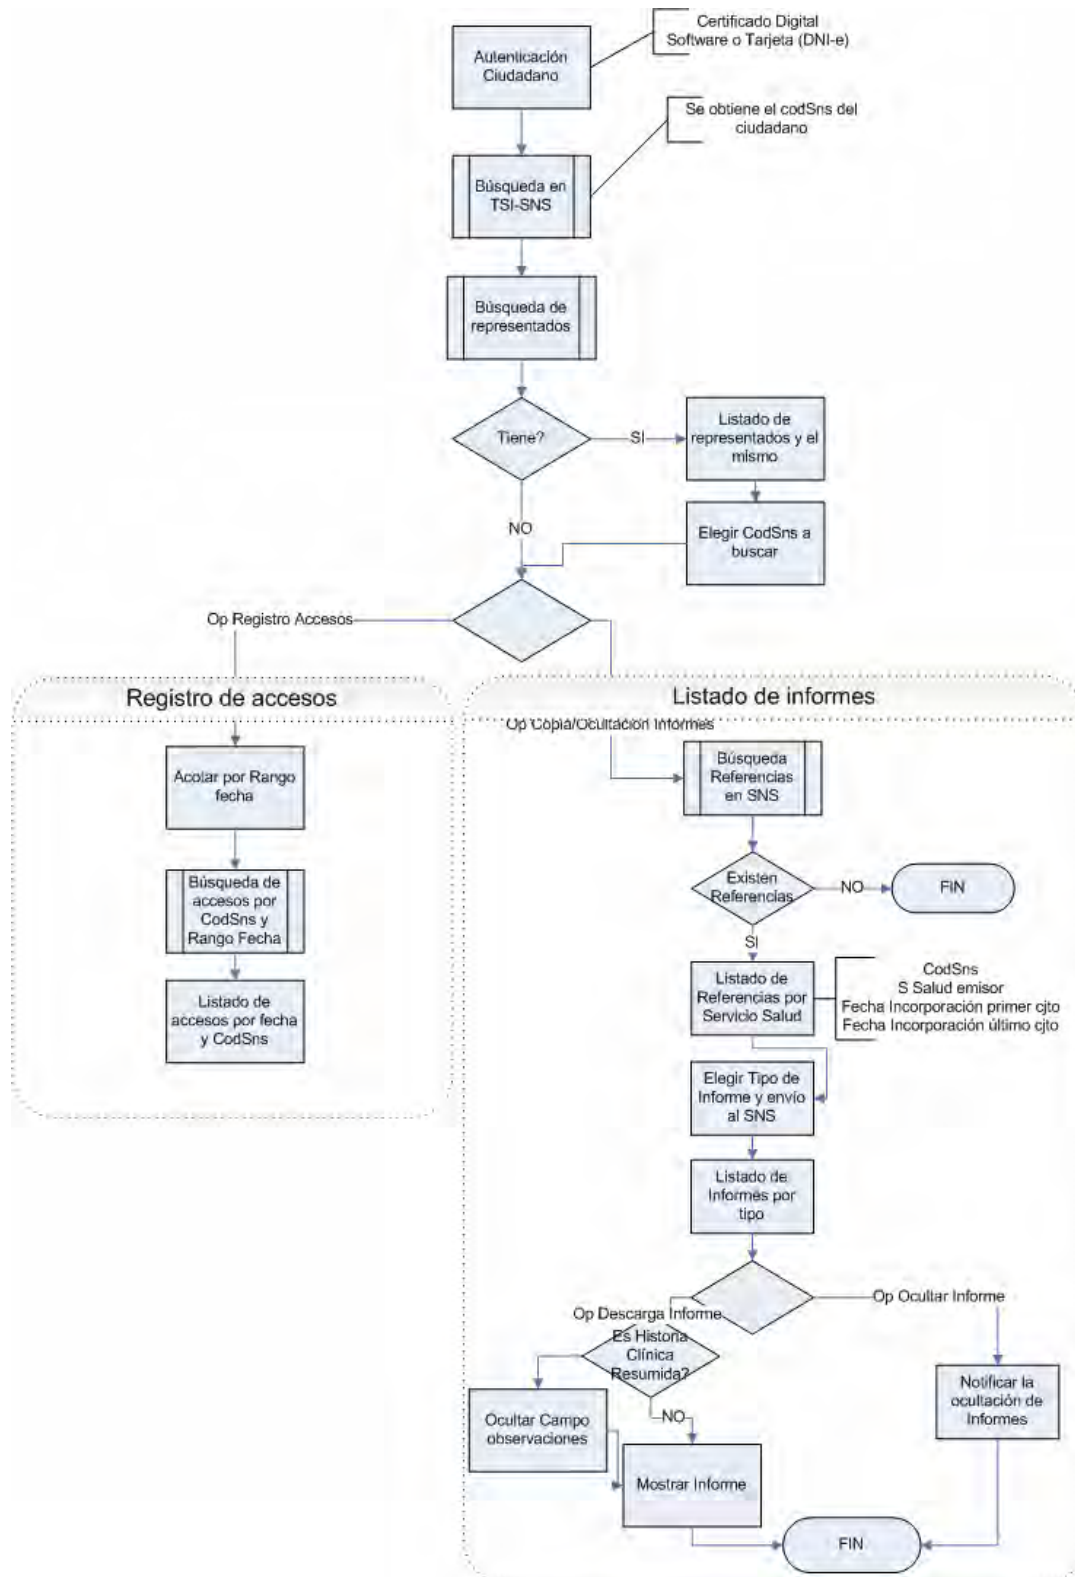 Certificado Digital
Software o Tarjeta (DNI-e)
Autenticación
Ciudadano
Se obtiene el codSns del
ciudadano
Búsqueda en
TSI-SNS
Búsqueda de
representados
Tiene?
SI
Listado de
representados y el
mismo
NO
Elegir CodSns a
buscar
Op Registro Accesos
Registro de accesos
Acotar por Rango
fecha
Búsqueda de
accesos por
CodSns y
Rango Fecha
Listado de
accesos por fecha
y CodSns
Listado de informes
Op Copia/Ocultación Informes
Búsqueda
Referencias
en SNS
Existen
Referencias
NO
FIN
SI
Listado de
Referencias por
Servicio Salud
CodSns
S Salud emisor
Fecha Incorporación primer cjto
Fecha Incorporación último cjto
Elegir Tipo de
Informe y envío
al SNS
Listado de
Informes por
tipo
Op Descarga Informe
Op Ocultar Informe
Es Historia
Clínica
Resumida?
Ocultar Campo
observaciones
NO
Mostrar Informe
Notificar la
ocultación de
Informes
FIN